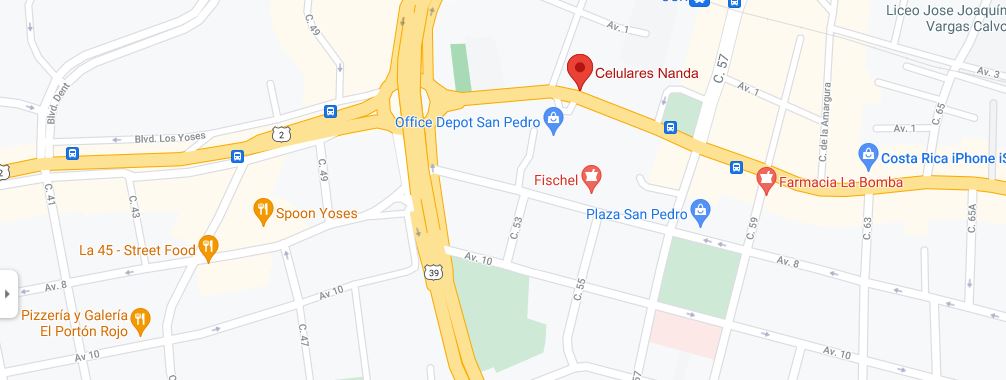 Liceo Jose Joaquín
Vargas Calvo
C. 49
Av. 1
C. 57
Celulares Nanda
Blvd. Dent
Av. 1
C. 65
Office Depot San Pedro
Blvd. Los Yoses
2
Av. 1
C. de la Amargura
Costa Rica iPhone iS
2
C. 49
Fischel
Farmacia La Bomba
C. 41
C. 43
Spoon Yoses
Plaza San Pedro
C. 53
C. 59
C. 63
C. 65A
La 45 - Street Food
Av. 10
39
Av. 8
Av. 8
C. 55
Av 10
Pizzería y Galería
El Portón Rojo
C. 47
Av 10
Av. 10
57